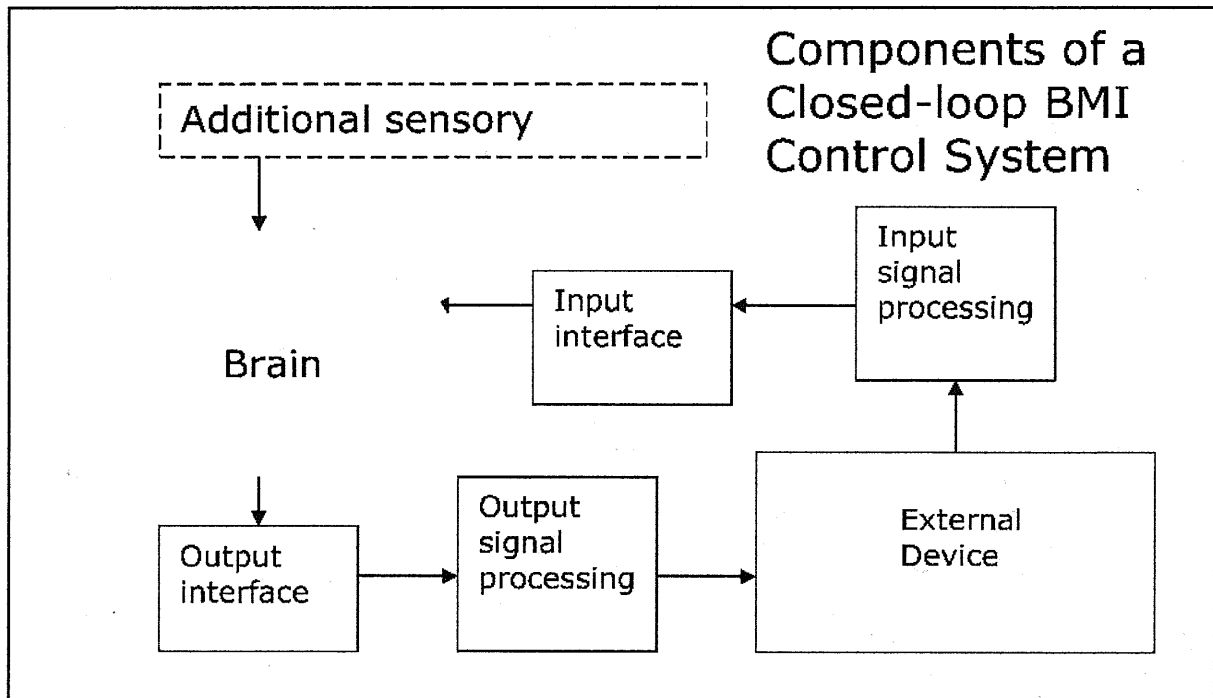 Components of a
Closed-loop BMI
Control System
Additional sensory
Input
signal
processing
Input
interface
Brain
Output
interface
Output
signal
processing
External
Device